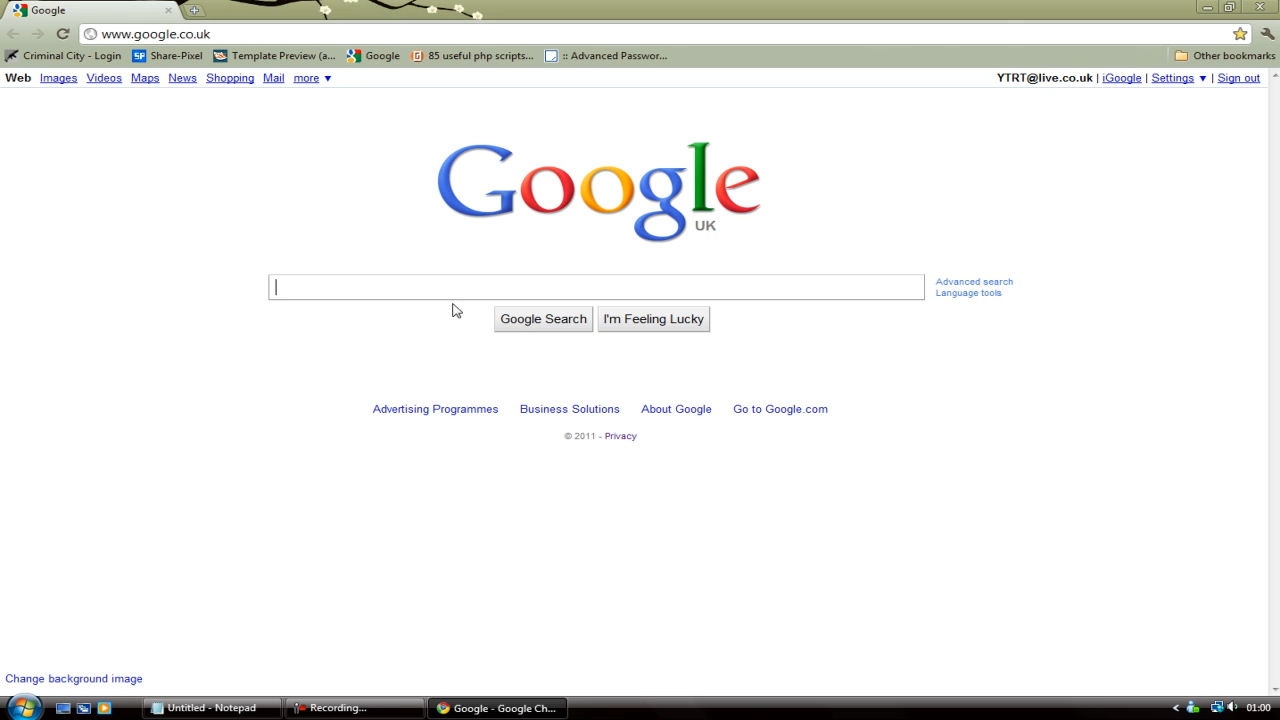 Google
www.google.co.uk
Criminal City - Login Share-Pixel Template Preview (a... Google 85 useful php scripts... :: Advanced Passwor... Other bookmarks
Web Images Videos Maps News Shopping Mail more ▼ YTRT@live.co.uk | iGoogle | Settings ▼ | Sign out
Google
UK
Advanced search
Language tools
Google Search I'm Feeling Lucky
Advertising Programmes Business Solutions About Google Go to Google.com
© 2011 - Privacy
Change background image
Untitled - Notepad Recording... Google - Google Ch... 01:00